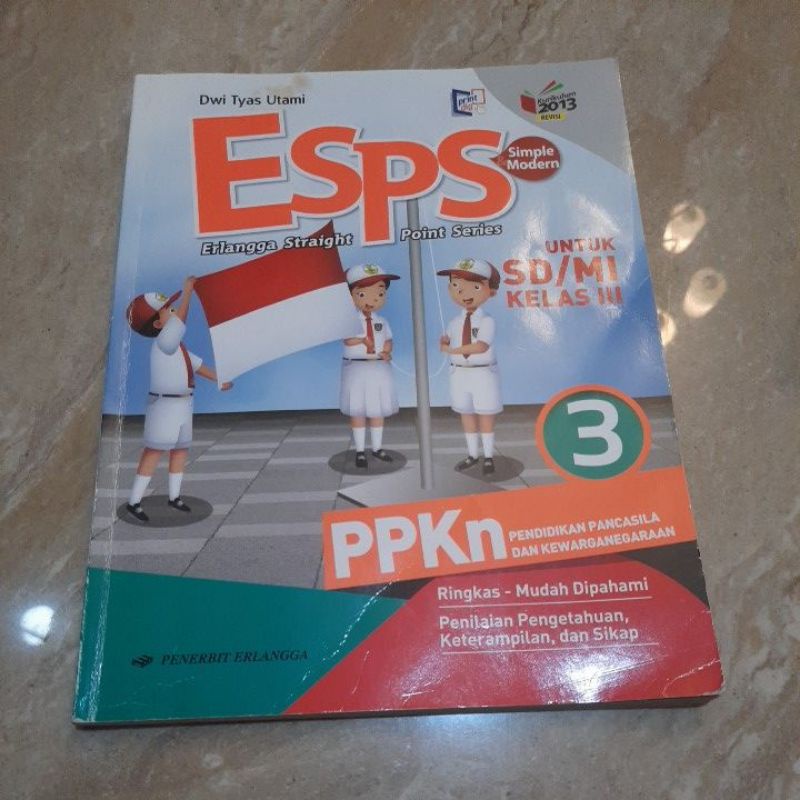 Dwi Tyas Utami
print
Kurikulum
2013
REVISI
ESPS
Simple
& Modern
Erlangga Straight Point Series
UNTUK
SD/MI
KELAS III
3
PPKn
PENDIDIKAN PANCASILA
DAN KEWARGANEGARAAN
Ringkas - Mudah Dipahami
Penilaian Pengetahuan,
Keterampilan, dan Sikap
PENERBIT ERLANGGA